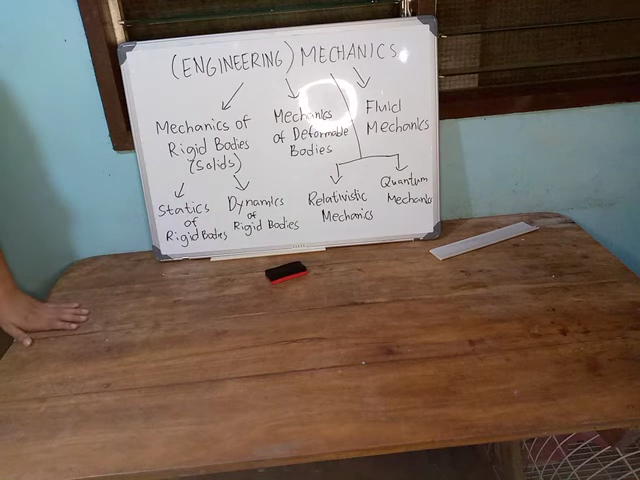 (ENGINEERING) MECHANICS
Mechanics of
Rigid Bodies
(Solids)
Mechanics
of Deformable
Bodies
Fluid
Mechanics
Statics
of
Rigid Bodies
Dynamics
of
Rigid Bodies
Relativistic
Mechanics
Quantum
Mechanics